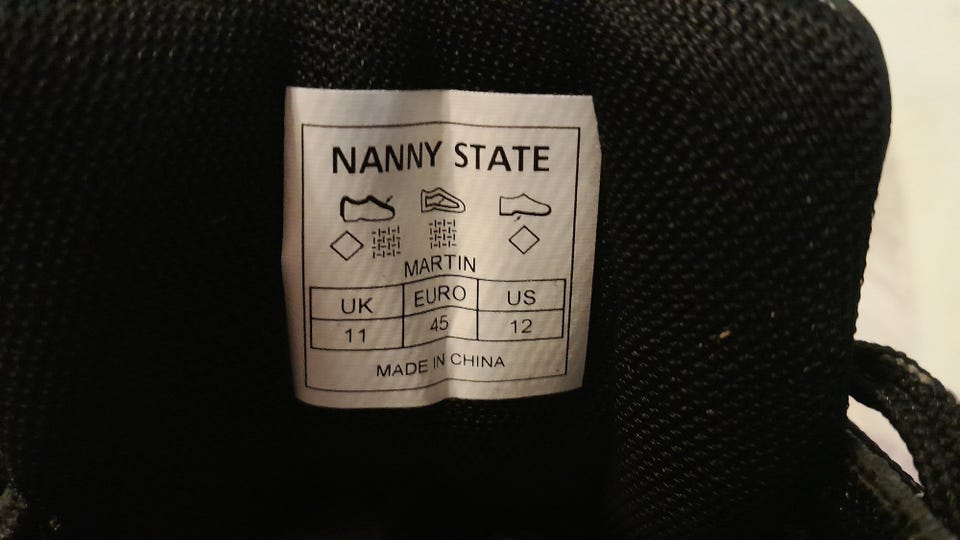 NANNY STATE
MARTIN
UK EURO US
11 45 12
MADE IN CHINA